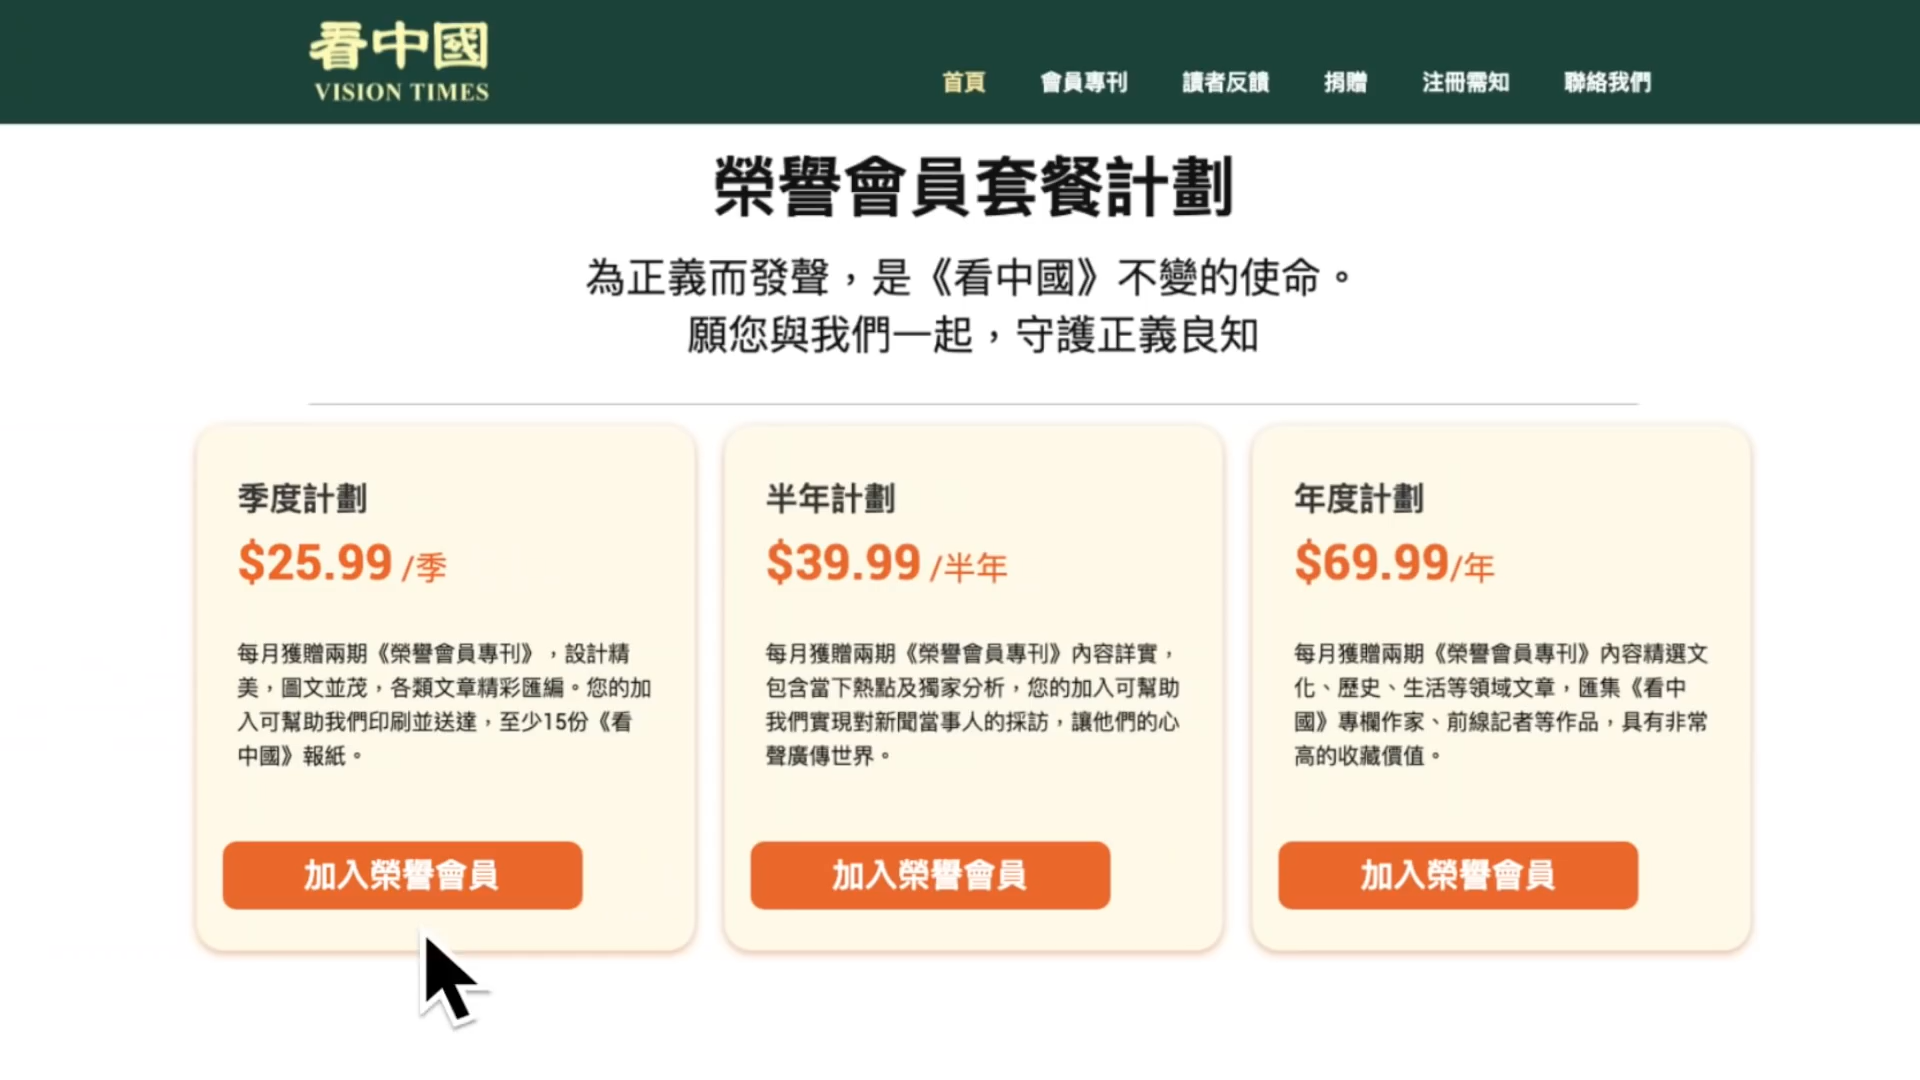 看中國
VISION TIMES
首頁
會員專刊
讀者反饋
捐贈
注冊需知
聯絡我們
榮譽會員套餐計劃
為正義而發聲，是《看中國》不變的使命。
願您與我們一起，守護正義良知
季度計劃
$25.99 /季
每月獲贈兩期《榮譽會員專刊》，設計精
美，圖文並茂，各類文章精彩匯編。您的加
入可幫助我們印刷並送達，至少15份《看
中國》報紙。
加入榮譽會員
半年計劃
$39.99 /半年
每月獲贈兩期《榮譽會員專刊》內容詳實，
包含當下熱點及獨家分析，您的加入可幫助
我們實現對新聞當事人的採訪，讓他們的心
聲廣傳世界。
加入榮譽會員
年度計劃
$69.99/年
每月獲贈兩期《榮譽會員專刊》內容精選文
化、歷史、生活等領域文章，匯集《看中
國》專欄作家、前線記者等作品，具有非常
高的收藏價值。
加入榮譽會員